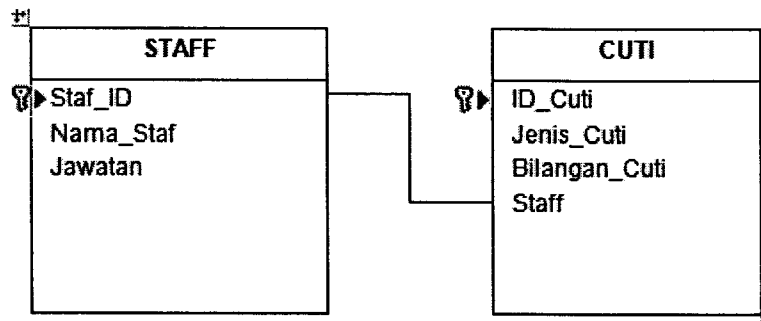 STAFF
Staf_ID
Nama_Staf
Jawatan
CUTI
ID_Cuti
Jenis_Cuti
Bilangan_Cuti
Staff